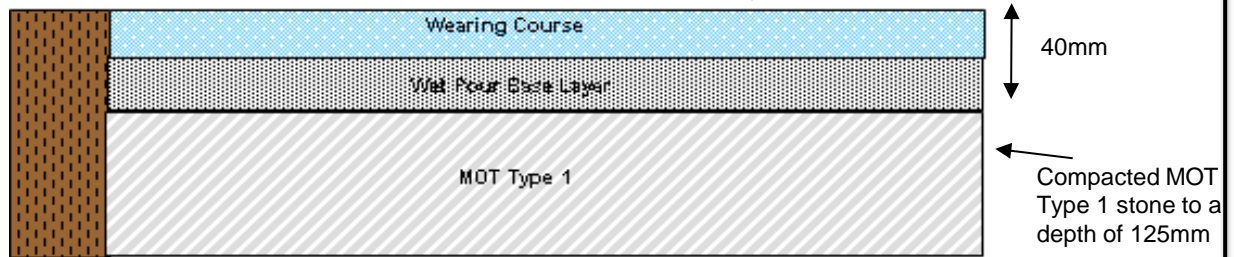 Wearing Course
40mm
Wet Pour Base Layer
MOT Type 1
Compacted MOT
Type 1 stone to a
depth of 125mm